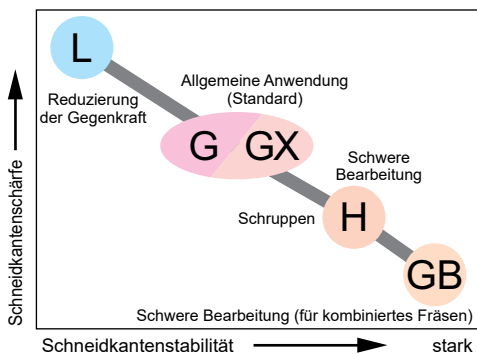 L
Allgemeine Anwendung
(Standard)
Reduzierung
der Gegenkraft
G GX
Schwere
Bearbeitung
Schruppen
H
GB
Schwere Bearbeitung (für kombiniertes Fräsen)
Schneidkantenschärfe
Schneidkantenstabilität
stark